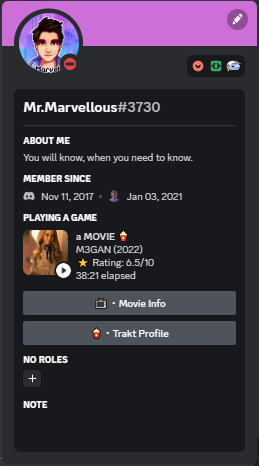 Marvel
Mr.Marvellous#3730
ABOUT ME
You will know, when you need to know.
MEMBER SINCE
Nov 11, 2017 • Jan 03, 2021
PLAYING A GAME
a MOVIE 🍿
M3GAN (2022)
⭐ Rating: 6.5/10
38:21 elapsed
📺 • Movie Info
🍿 • Trakt Profile
NO ROLES
+
NOTE